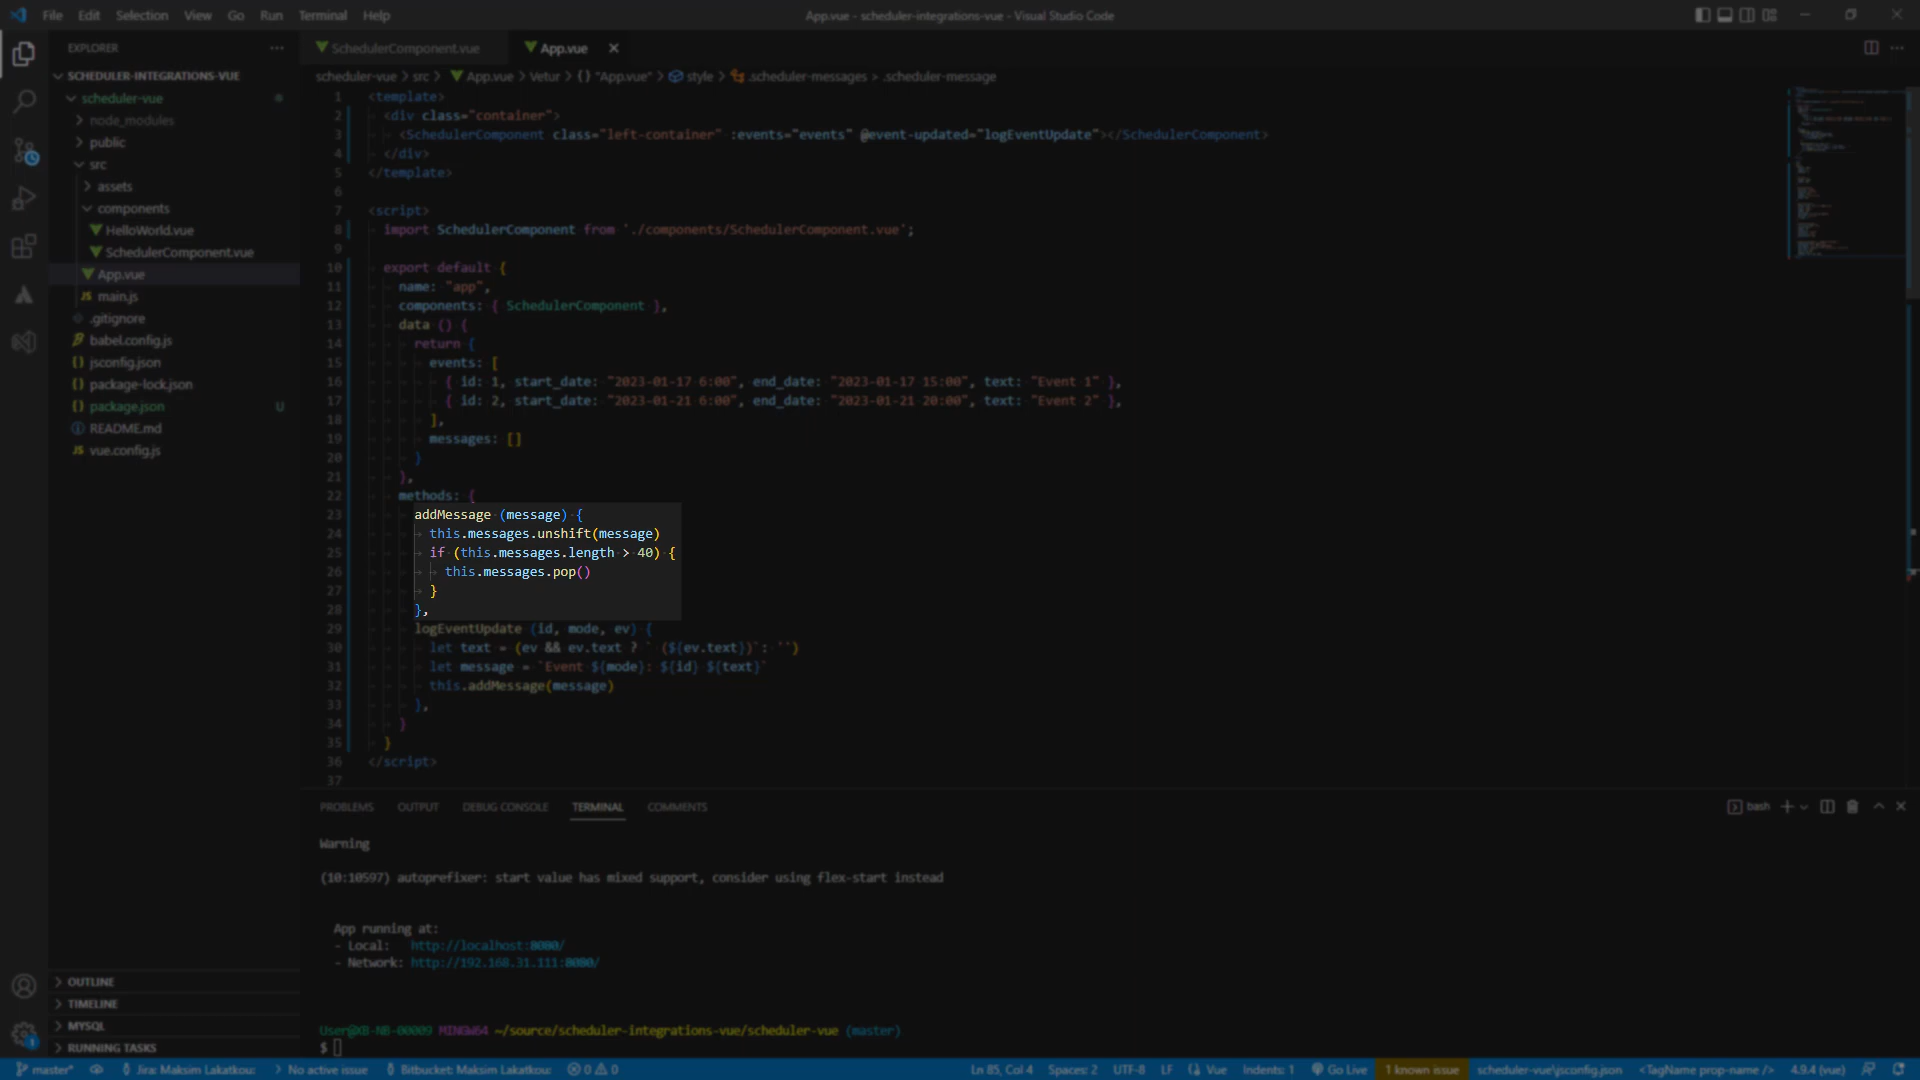 File Edit Selection View Go Run Terminal Help
App.vue - scheduler-integrations-vue - Visual Studio Code
EXPLORER
SCHEDULER-INTEGRATIONS-VUE
scheduler-vue
node_modules
public
src
assets
components
HelloWorld.vue
SchedulerComponent.vue
App.vue
main.js
.gitignore
babel.config.js
jsconfig.json
package-lock.json
package.json U
README.md
vue.config.js
OUTLINE
TIMELINE
MYSQL
RUNNING TASKS
SchedulerComponent.vue App.vue
scheduler-vue > src > App.vue > Vetur > {} "App.vue" > style > .scheduler-messages > .scheduler-message
1 <template>
2 <div class="container">
3 <SchedulerComponent class="left-container" :events="events" @event-updated="logEventUpdate"></SchedulerComponent>
4 </div>
5 </template>
6
7 <script>
8 import SchedulerComponent from './components/SchedulerComponent.vue';
9
10 export default {
11 name: "app",
12 components: { SchedulerComponent },
13 data () {
14 return {
15 events: [
16 { id: 1, start_date: "2023-01-17 6:00", end_date: "2023-01-17 15:00", text: "Event 1" },
17 { id: 2, start_date: "2023-01-21 6:00", end_date: "2023-01-21 20:00", text: "Event 2" },
18 ],
19 messages: []
20 }
21 },
22 methods: {
23 addMessage (message) {
24 this.messages.unshift(message)
25 if (this.messages.length > 40) {
26 this.messages.pop()
27 }
28 },
29 logEventUpdate (id, mode, ev) {
30 let text = (ev && ev.text ? ` (${ev.text})`: '')
31 let message = `Event ${mode}: ${id} ${text}`
32 this.addMessage(message)
33 },
34 }
35 }
36 </script>
37
PROBLEMS OUTPUT DEBUG CONSOLE TERMINAL COMMENTS
bash
Warning
(10:10597) autoprefixer: start value has mixed support, consider using flex-start instead
App running at:
- Local: http://localhost:8080/
- Network: http://192.168.31.111:8080/
User@XB-NB-00009 MINGW64 ~/source/scheduler-integrations-vue/scheduler-vue (master)
$
master* Jira: Maksim Lakatkou: No active issue Bitbucket: Maksim Lakatkou: 0 0 Ln 85, Col 4 Spaces: 2 UTF-8 LF Vue Indents: 1 Go Live 1 known issue scheduler-vue\jsconfig.json <TagName prop-name /> 4.9.4 (vue)